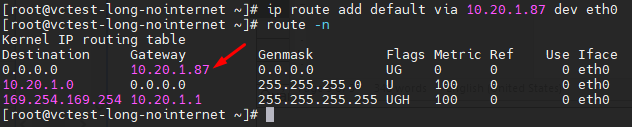 [root@vctest-long-nointernet ~]# ip route add default via 10.20.1.87 dev eth0
[root@vctest-long-nointernet ~]# route -n
Kernel IP routing table
Destination     Gateway         Genmask         Flags Metric Ref    Use Iface
0.0.0.0         10.20.1.87      0.0.0.0         UG    0      0        0 eth0
10.20.1.0       0.0.0.0         255.255.255.0   U     100    0        0 eth0
169.254.169.254 10.20.1.1       255.255.255.255 UGH   100    0        0 eth0
[root@vctest-long-nointernet ~]#